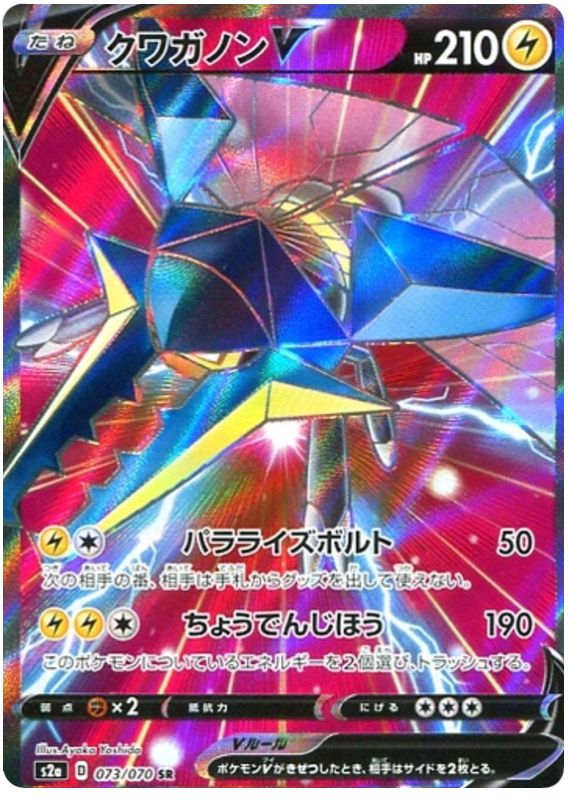 たね
クワガノンV
HP 210
パラライズボルト 50
次の相手の番、相手は手札からグッズを出して使えない。
ちょうでんじほう 190
このポケモンについているエネルギーを2個選び、トラッシュする。
弱点 ×2 抵抗力 にげる
Illus. Ayaka Yoshida
Vルール
s2a D 073/070 SR
ポケモンVがきぜつしたとき、相手はサイドを2枚とる。